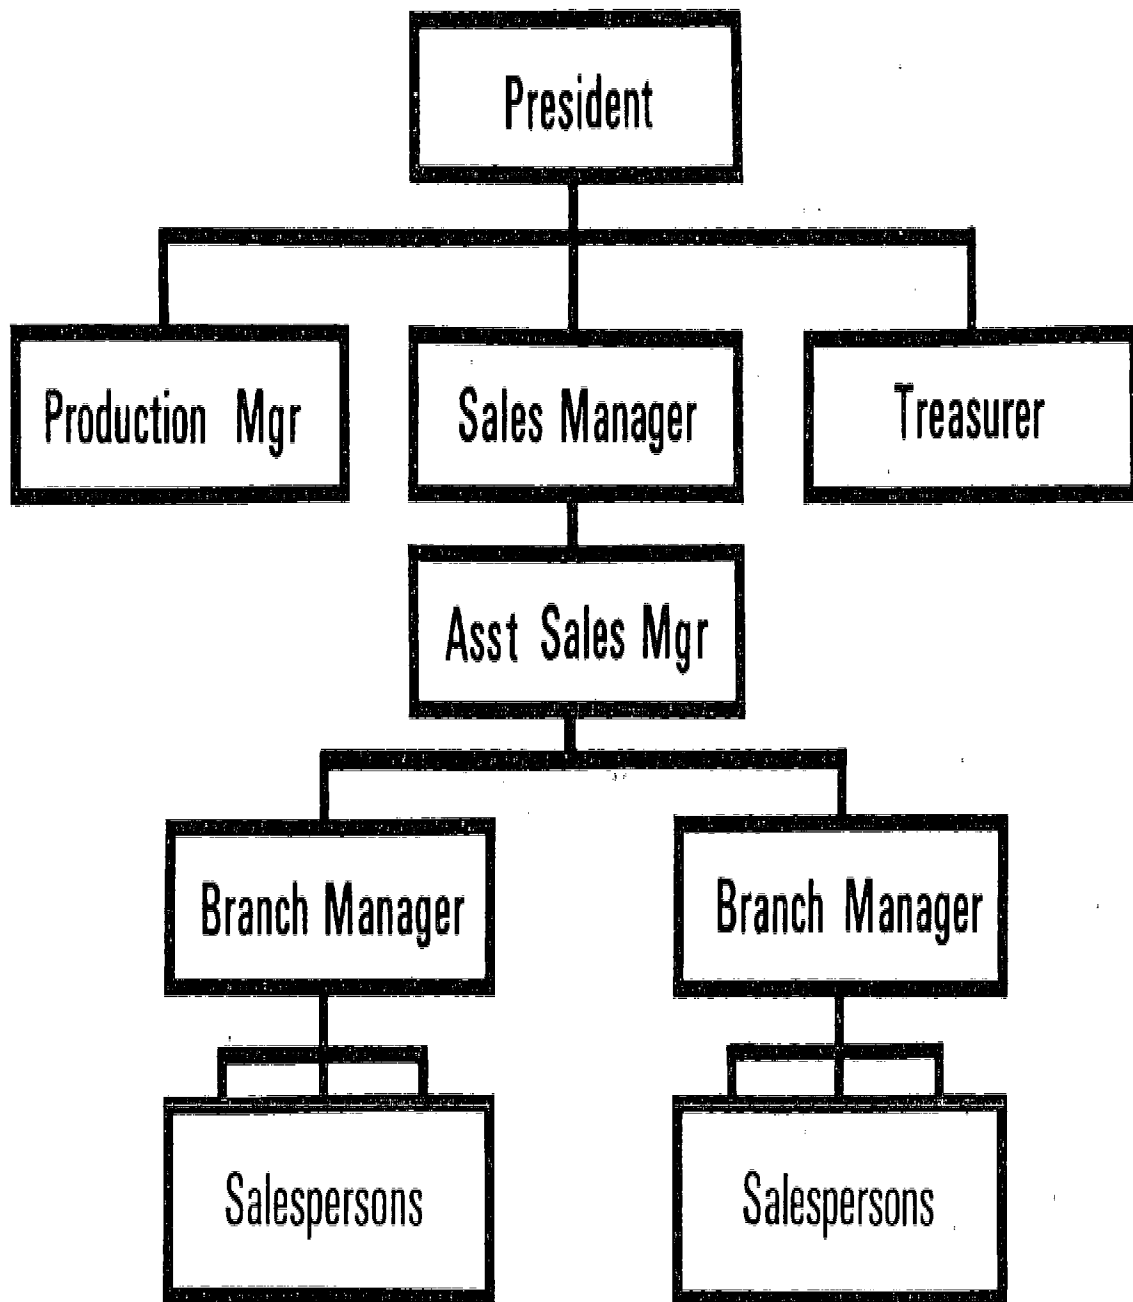 President
Production Mgr
Sales Manager
Treasurer
Asst Sales Mgr
Branch Manager
Branch Manager
Salespersons
Salespersons